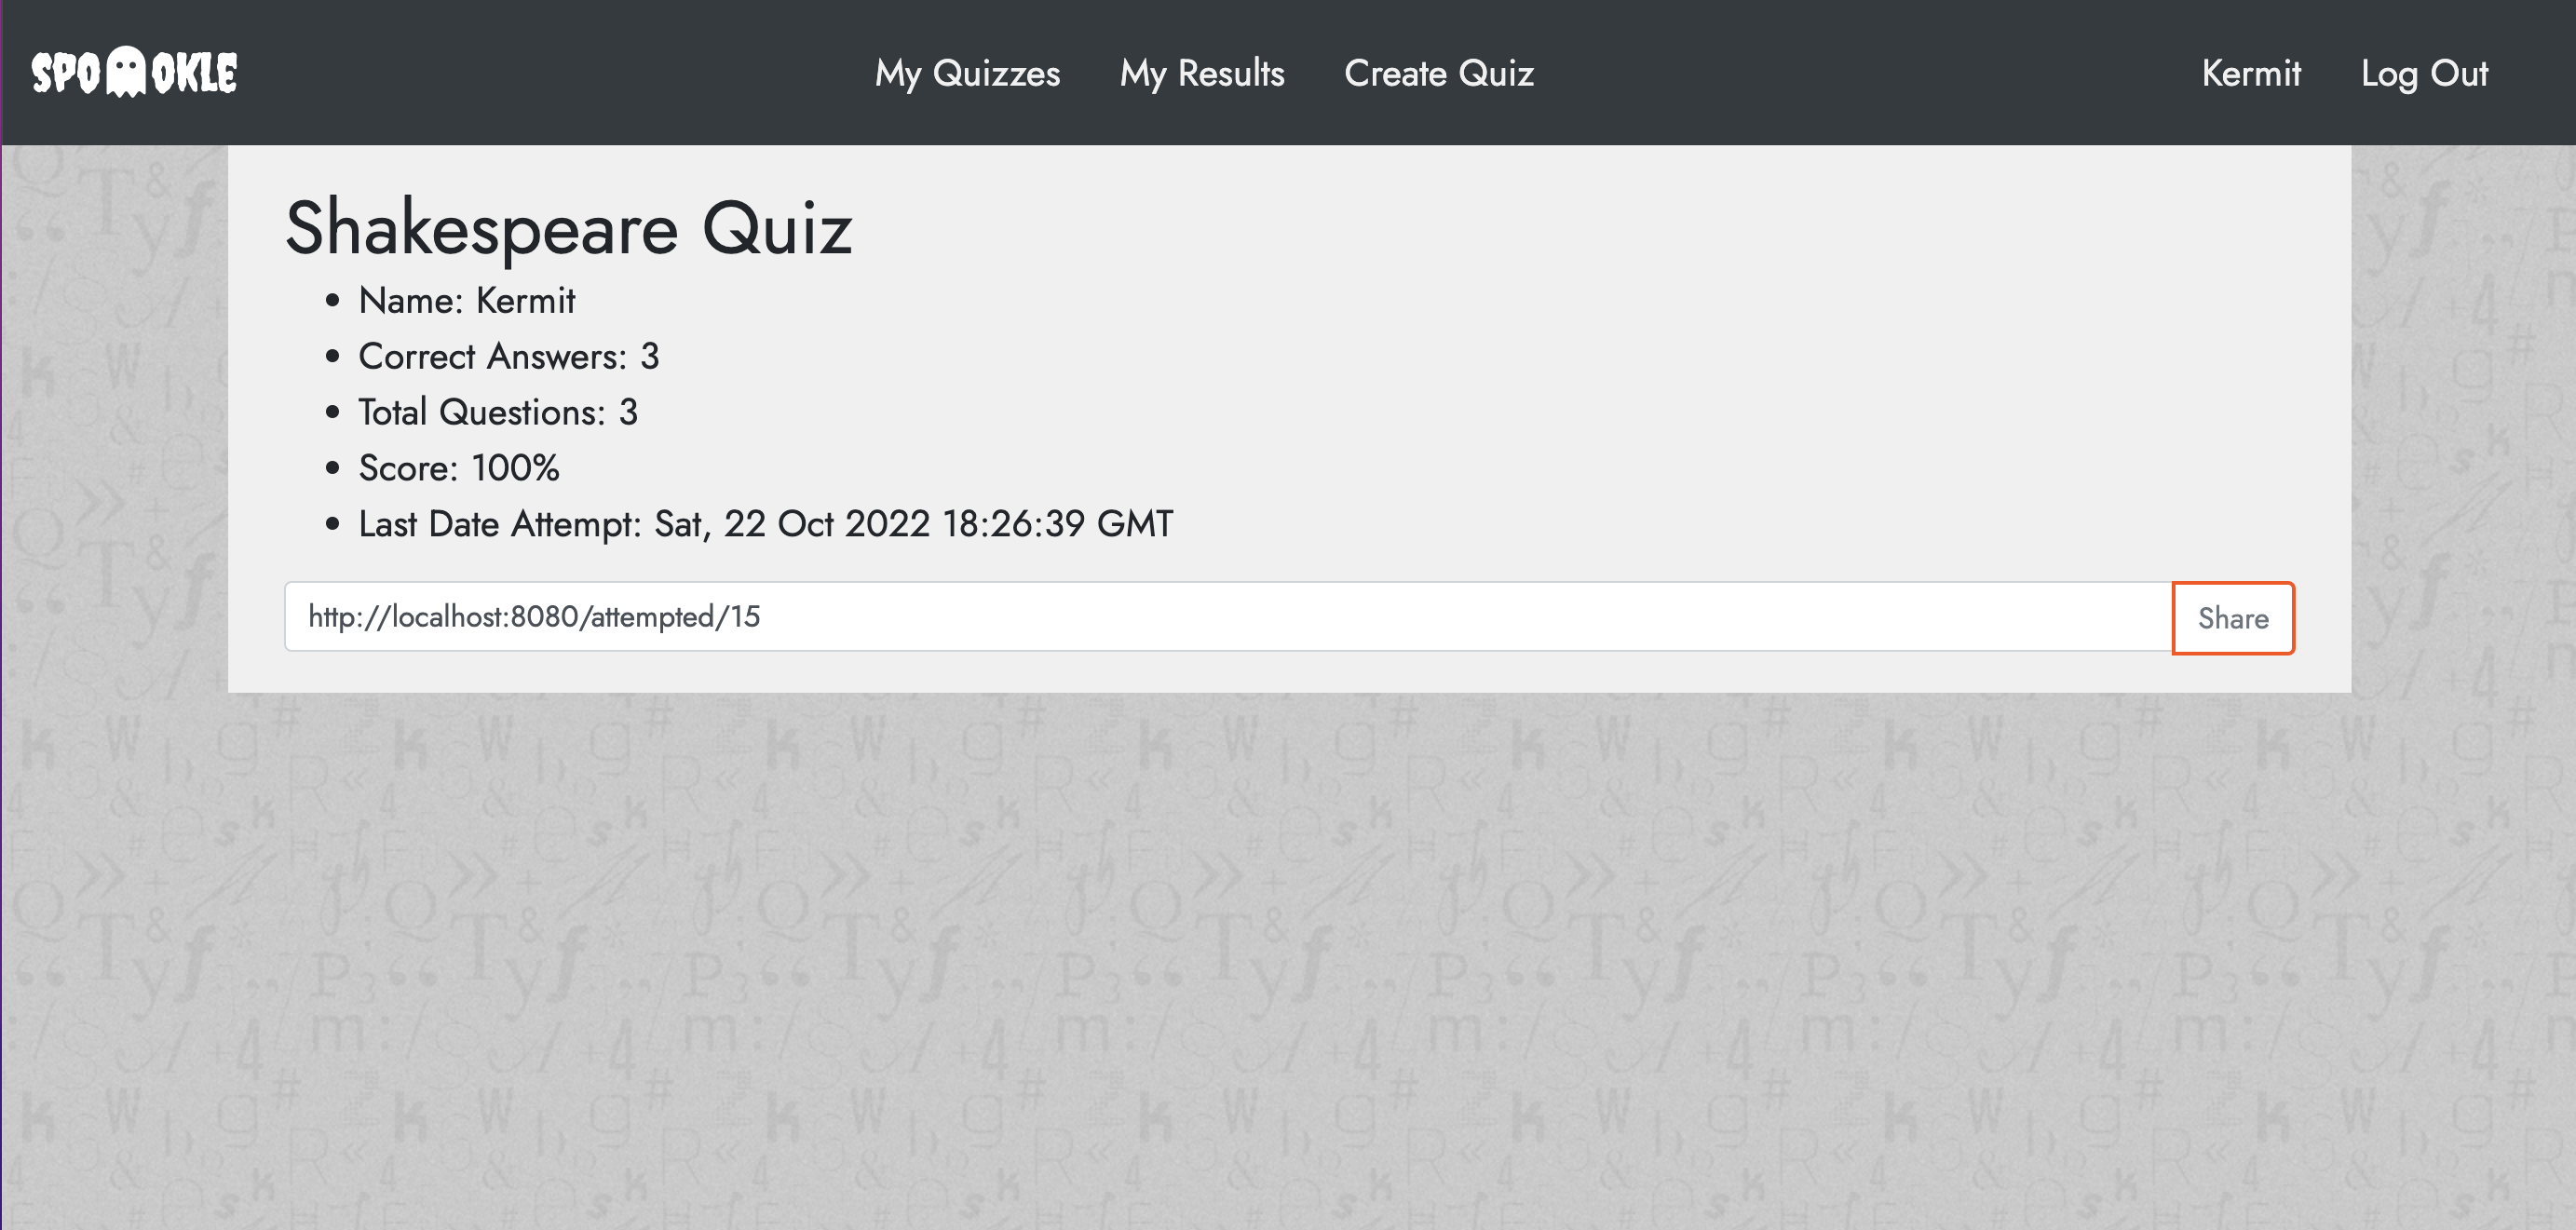 SPOOKLE
My Quizzes My Results Create Quiz
Kermit Log Out
Shakespeare Quiz
• Name: Kermit
• Correct Answers: 3
• Total Questions: 3
• Score: 100%
• Last Date Attempt: Sat, 22 Oct 2022 18:26:39 GMT
http://localhost:8080/attempted/15
Share